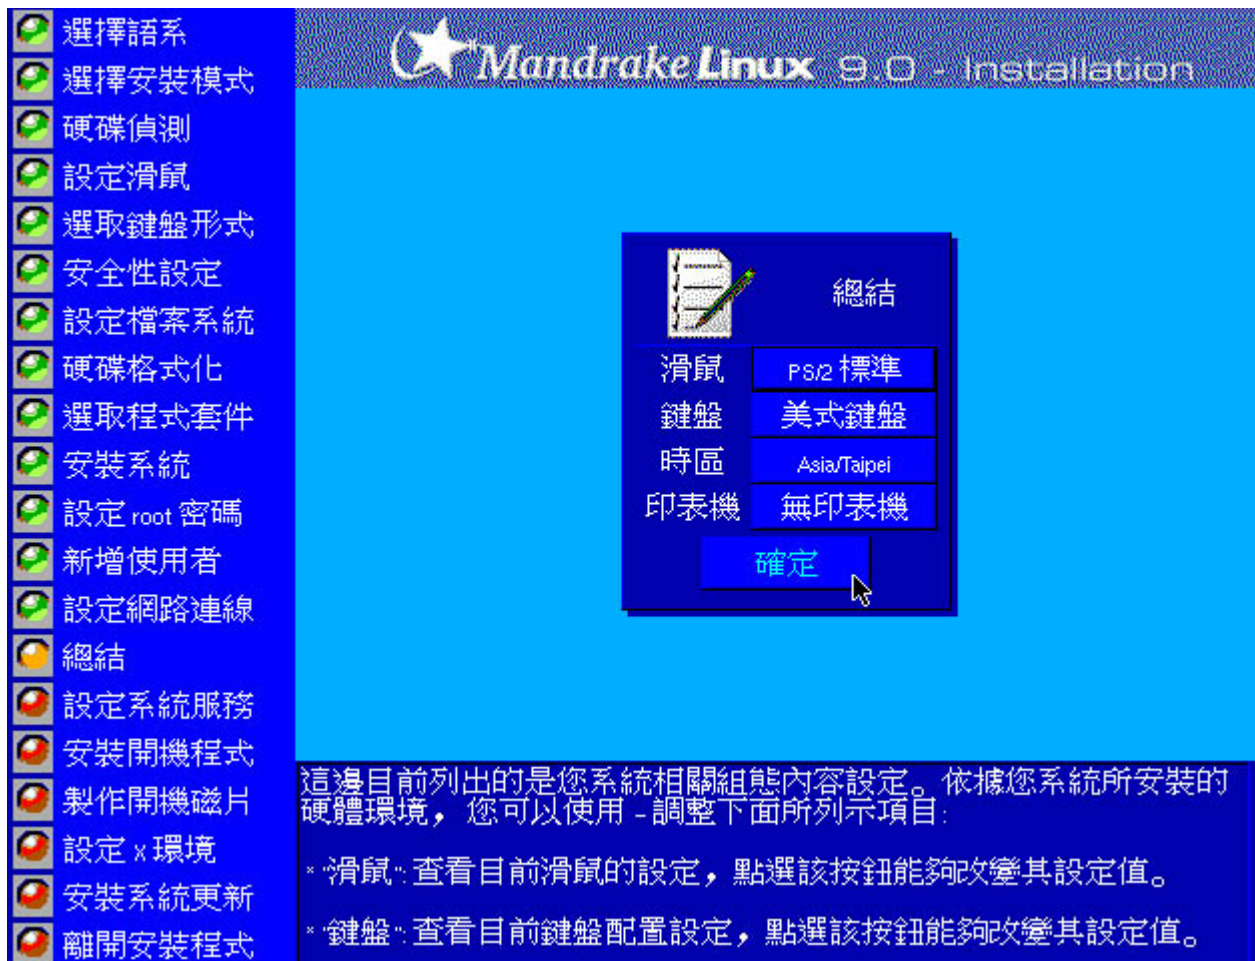 選擇語系
選擇安裝模式
硬碟偵測
設定滑鼠
選取鍵盤形式
安全性設定
設定檔案系統
硬碟格式化
選取程式套件
安裝系統
設定 root 密碼
新增使用者
設定網路連線
總結
設定系統服務
安裝開機程式
製作開機磁片
設定 X 環境
安裝系統更新
離開安裝程式
Mandrake Linux 9.0 - Installation
總結
滑鼠 PS/2 標準
鍵盤 美式鍵盤
時區 Asia/Taipei
印表機 無印表機
確定
這邊目前列出的是您系統相關組態內容設定。依據您系統所安裝的
硬體環境，您可以使用 - 調整下面所列示項目:
* "滑鼠": 查看目前滑鼠的設定，點選該按鈕能夠改變其設定值。
* "鍵盤": 查看目前鍵盤配置設定，點選該按鈕能夠改變其設定值。